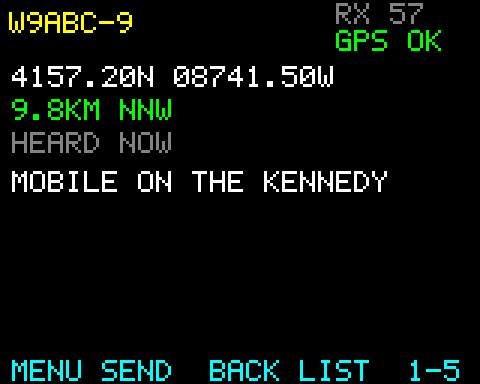 W9ABC-9
RX 57
GPS OK
4157.20N 08741.50W
9.8KM NNW
HEARD NOW
MOBILE ON THE KENNEDY
MENU SEND BACK LIST 1-5